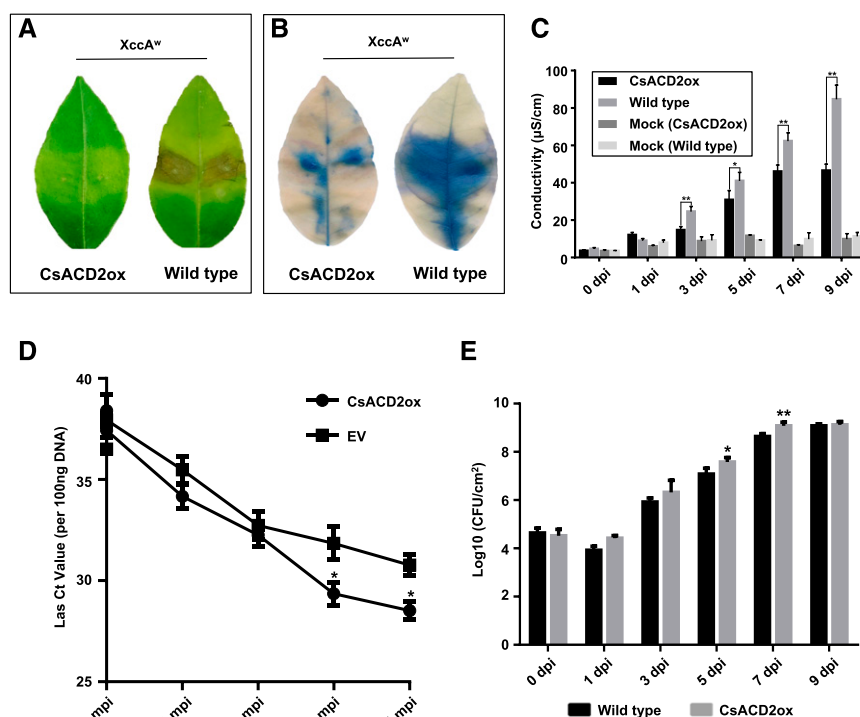 A
XccAʷ
CsACD2ox
Wild type
B
XccAʷ
CsACD2ox
Wild type
C
Conductivity (µS/cm)
100
80
60
40
20
0
CsACD2ox
Wild type
Mock (CsACD2ox)
Mock (Wild type)
**
*
**
**
0 dpi
1 dpi
3 dpi
5 dpi
7 dpi
9 dpi
D
Las Ct Value (per 100ng DNA)
40
35
30
25
CsACD2ox
EV
*
*
mpi
mpi
mpi
mpi
mpi
E
Log10 (CFU/cm²)
10
8
6
4
2
0
*
**
0 dpi
1 dpi
3 dpi
5 dpi
7 dpi
9 dpi
Wild type
CsACD2ox